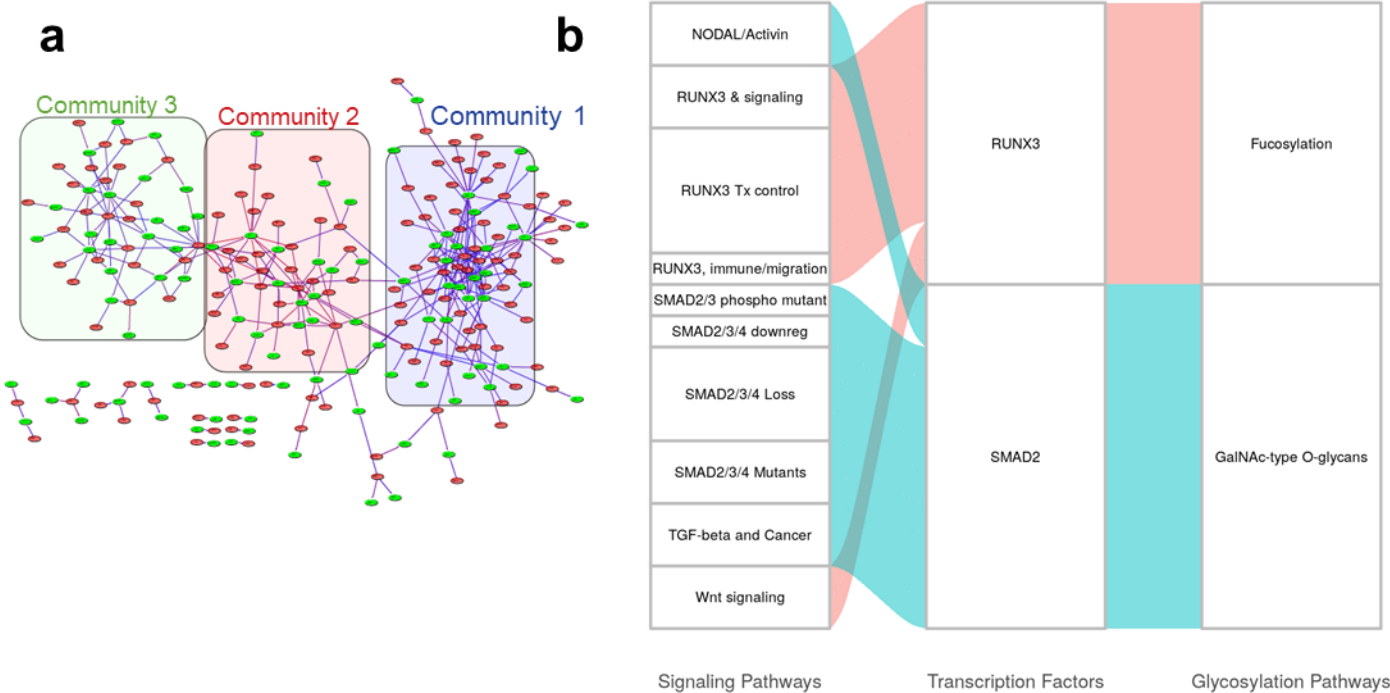 a
b
Community 3
Community 2
Community 1
NODAL/Activin
RUNX3 & signaling
RUNX3 Tx control
RUNX3, immune/migration
SMAD2/3 phospho mutant
SMAD2/3/4 downreg
SMAD2/3/4 Loss
SMAD2/3/4 Mutants
TGF-beta and Cancer
Wnt signaling
RUNX3
SMAD2
Fucosylation
GalNAc-type O-glycans
Signaling Pathways
Transcription Factors
Glycosylation Pathways